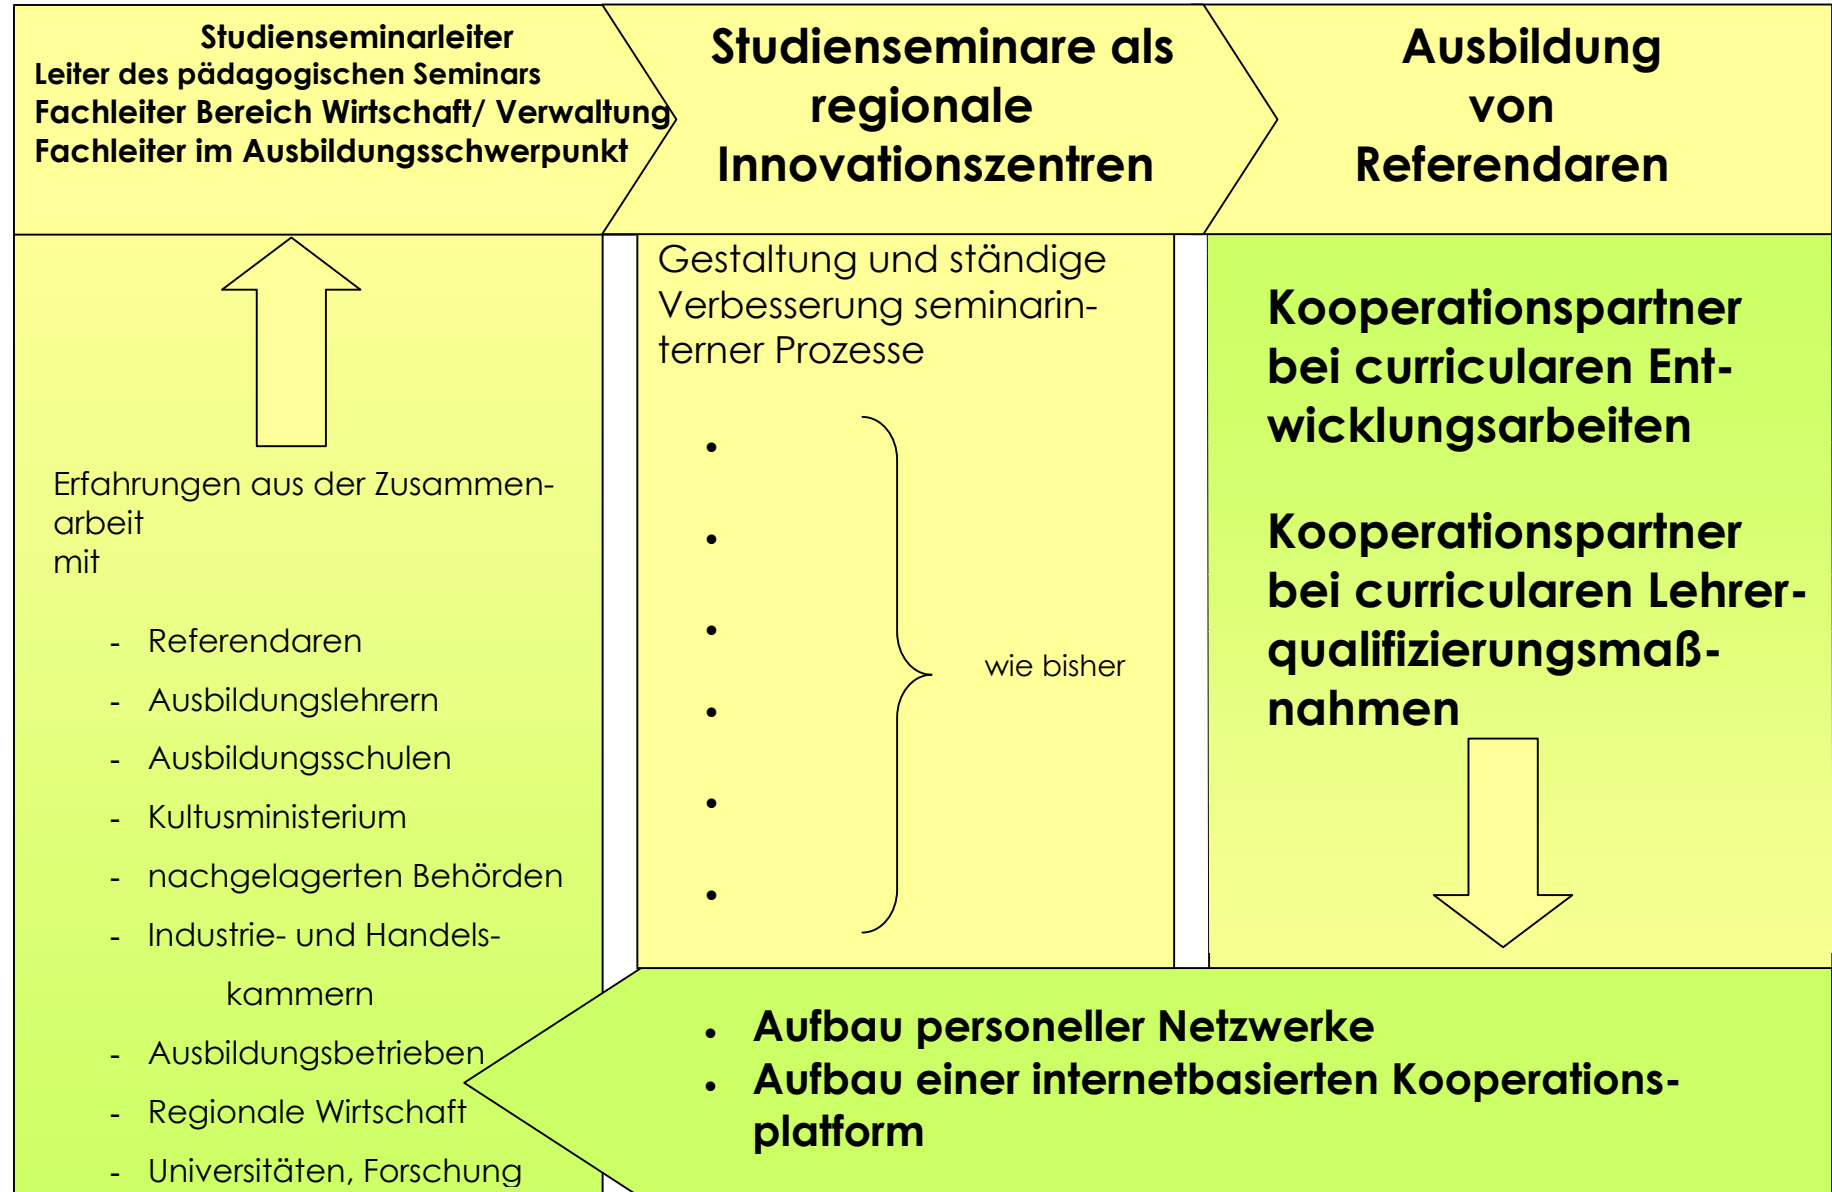 Studienseminarleiter
Leiter des pädagogischen Seminars
Fachleiter Bereich Wirtschaft/ Verwaltung
Fachleiter im Ausbildungsschwerpunkt
Studienseminare als
regionale
Innovationszentren
Ausbildung
von
Referendaren
Erfahrungen aus der Zusammen-
arbeit
mit
- Referendaren
- Ausbildungslehrern
- Ausbildungsschulen
- Kultusministerium
- nachgelagerten Behörden
- Industrie- und Handels-
kammern
- Ausbildungsbetrieben
- Regionale Wirtschaft
- Universitäten, Forschung
Gestaltung und ständige
Verbesserung seminarin-
terner Prozesse
•
•
•
•
•
•
wie bisher
Kooperationspartner
bei curricularen Ent-
wicklungsarbeiten
Kooperationspartner
bei curricularen Lehrer-
qualifizierungsmaß-
nahmen
• Aufbau personeller Netzwerke
• Aufbau einer internetbasierten Kooperations-
platform